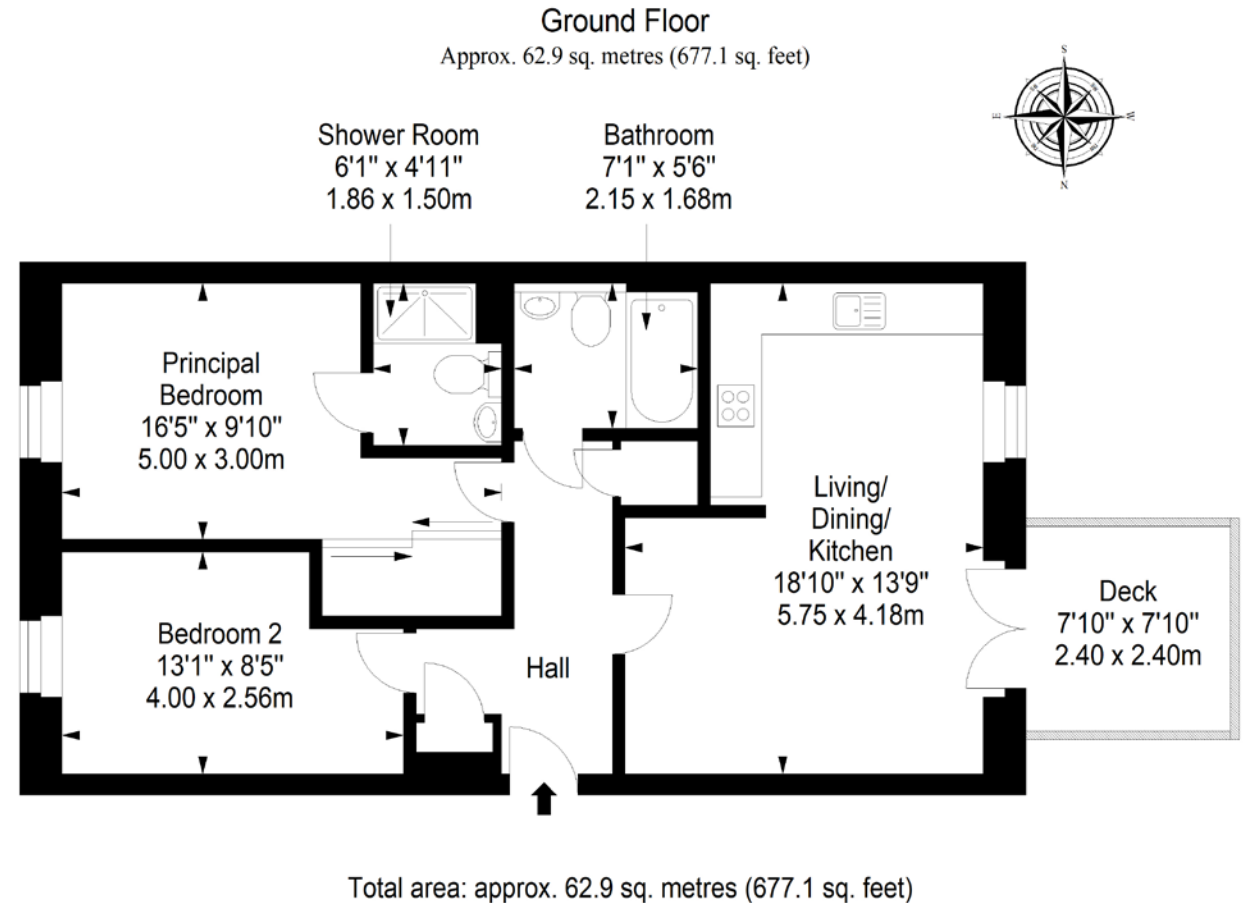 Ground Floor
Approx. 62.9 sq. metres (677.1 sq. feet)
S
E
W
N
Shower Room
6'1" x 4'11"
1.86 x 1.50m
Bathroom
7'1" x 5'6"
2.15 x 1.68m
Principal
Bedroom
16'5" x 9'10"
5.00 x 3.00m
Living/
Dining/
Kitchen
18'10" x 13'9"
5.75 x 4.18m
Deck
7'10" x 7'10"
2.40 x 2.40m
Bedroom 2
13'1" x 8'5"
4.00 x 2.56m
Hall
Total area: approx. 62.9 sq. metres (677.1 sq. feet)